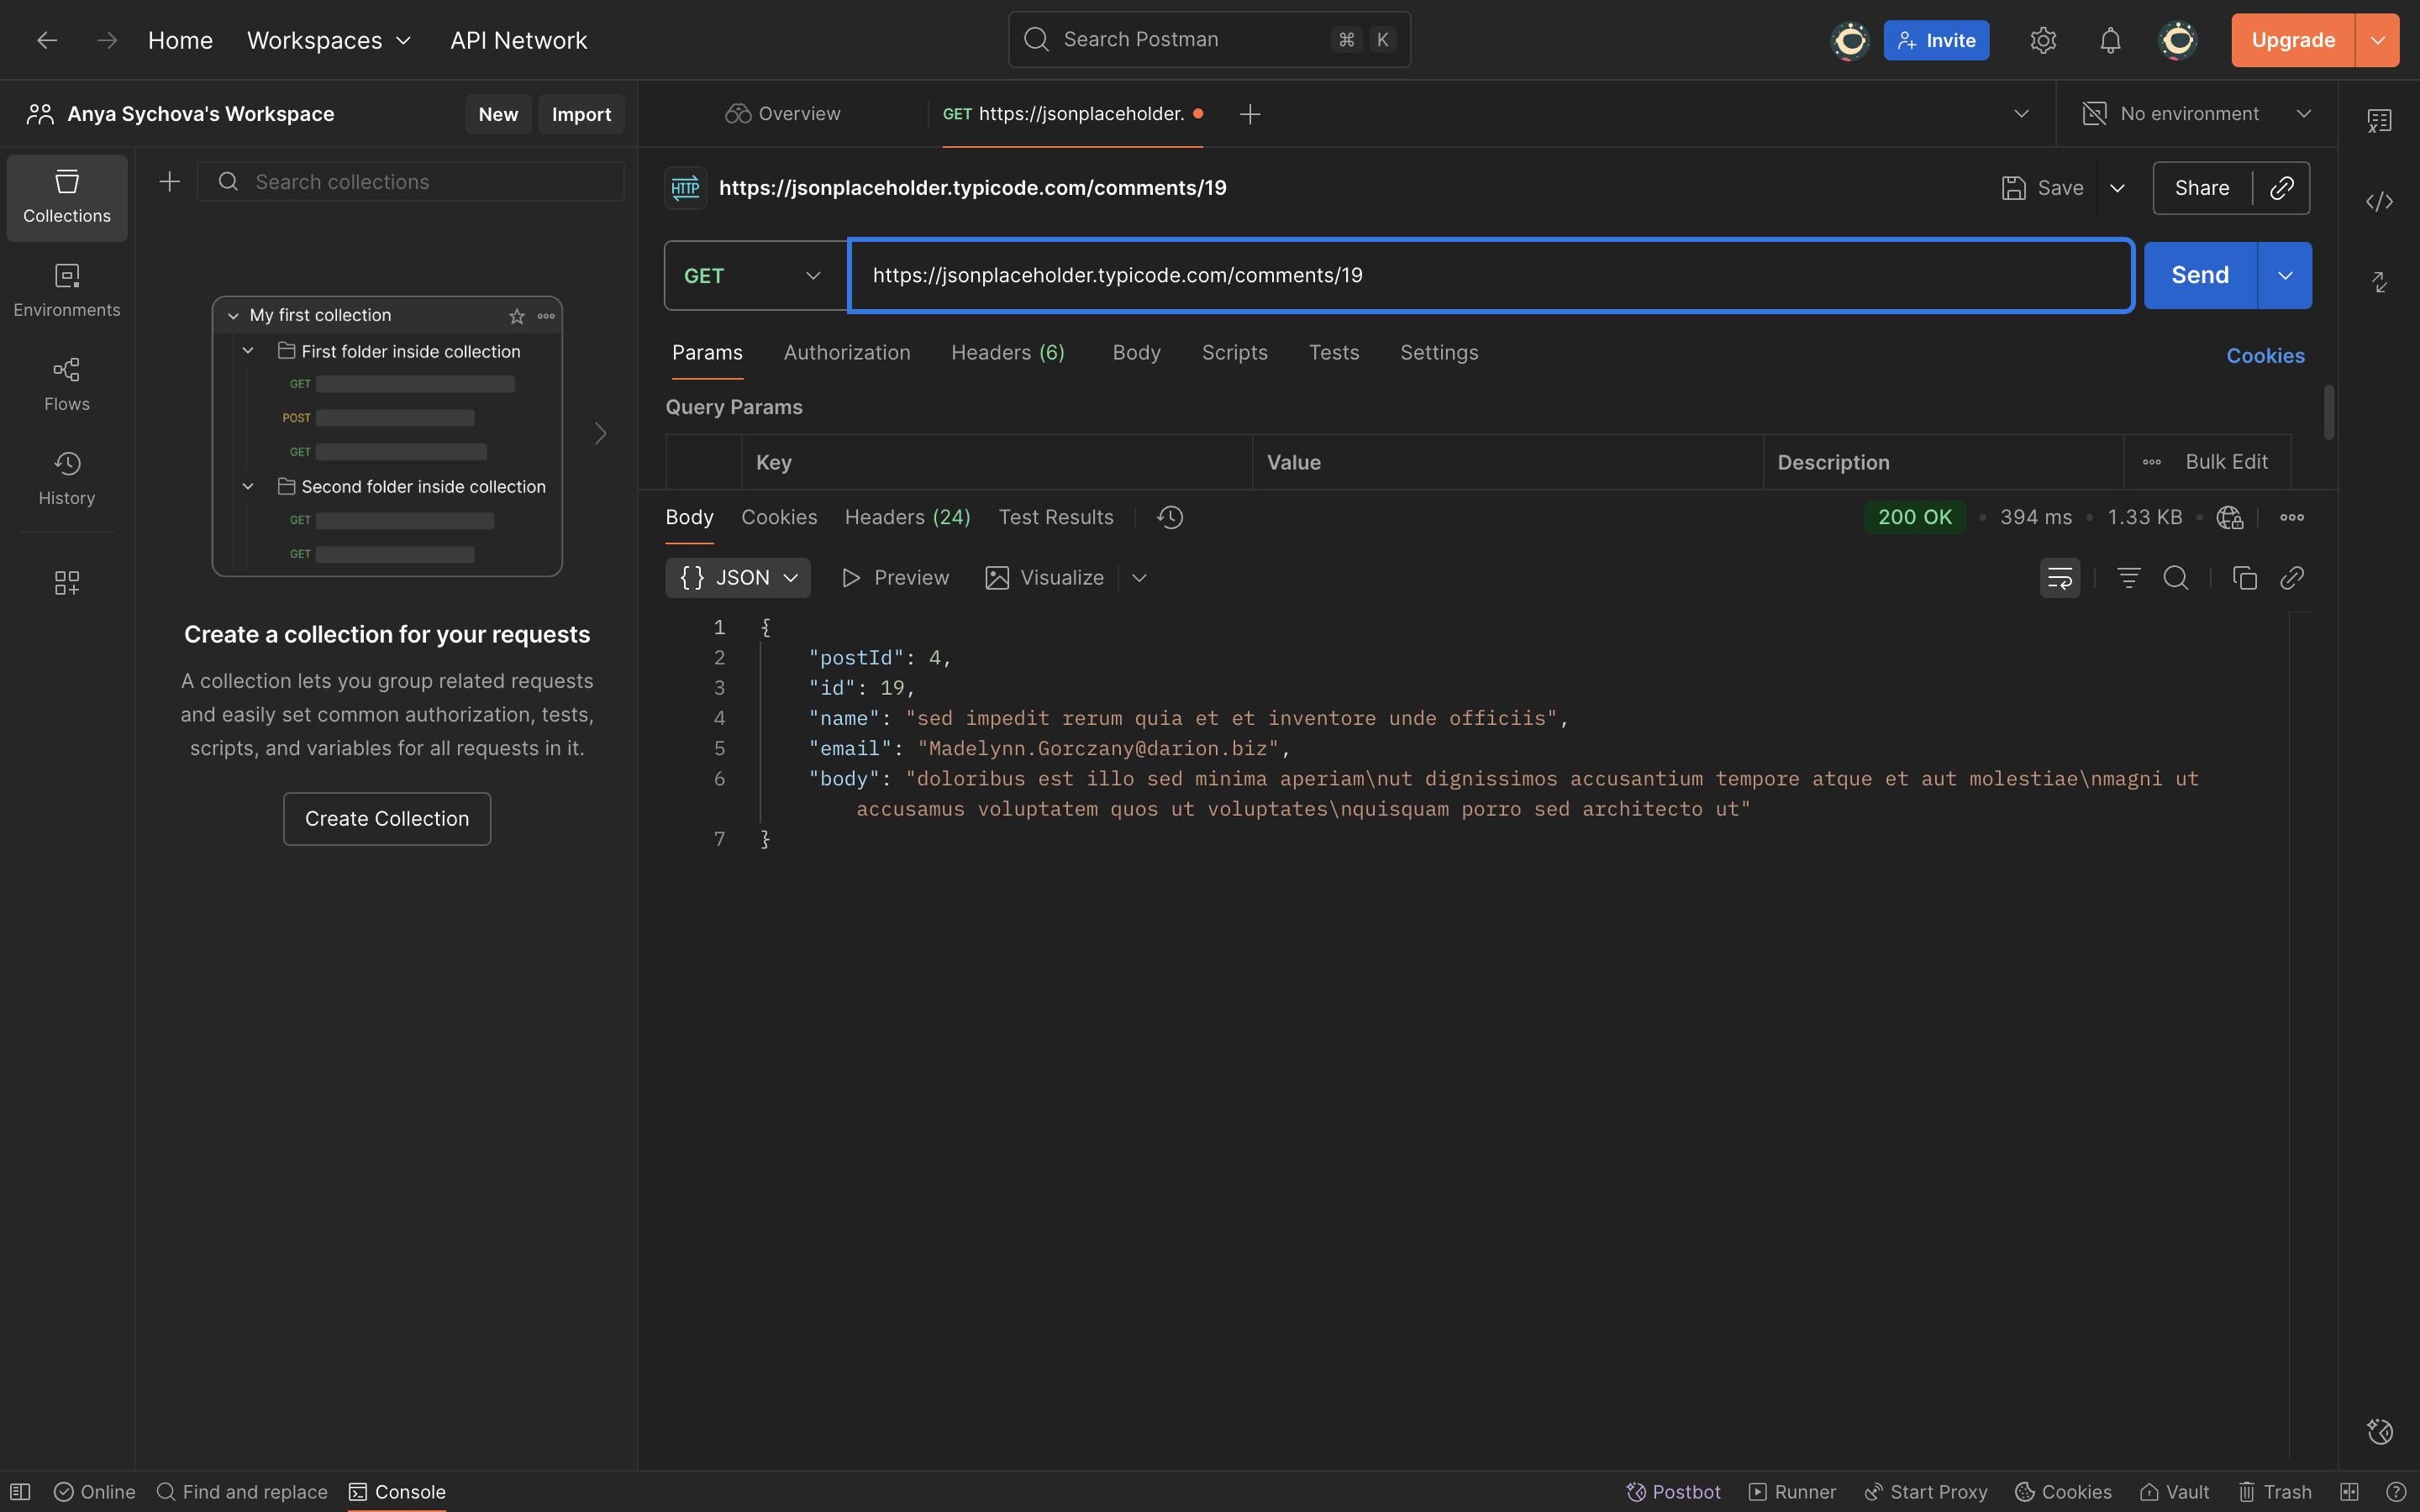 Home Workspaces API Network Search Postman ⌘ K Invite Upgrade
Anya Sychova's Workspace New Import Overview GET https://jsonplaceholder. No environment
Collections
Environments
Flows
History
Search collections
My first collection
First folder inside collection
GET
POST
GET
Second folder inside collection
GET
GET
Create a collection for your requests
A collection lets you group related requests
and easily set common authorization, tests,
scripts, and variables for all requests in it.
Create Collection
HTTP https://jsonplaceholder.typicode.com/comments/19 Save Share
GET https://jsonplaceholder.typicode.com/comments/19 Send
Params Authorization Headers (6) Body Scripts Tests Settings Cookies
Query Params
Key Value Description Bulk Edit
Body Cookies Headers (24) Test Results 200 OK • 394 ms • 1.33 KB •
{} JSON Preview Visualize
1 {
2 "postId": 4,
3 "id": 19,
4 "name": "sed impedit rerum quia et et inventore unde officiis",
5 "email": "Madelynn.Gorczany@darion.biz",
6 "body": "doloribus est illo sed minima aperiam\nut dignissimos accusantium tempore atque et aut molestiae\nmagni ut
accusamus voluptatem quos ut voluptates\nquisquam porro sed architecto ut"
7 }
Online Find and replace Console Postbot Runner Start Proxy Cookies Vault Trash